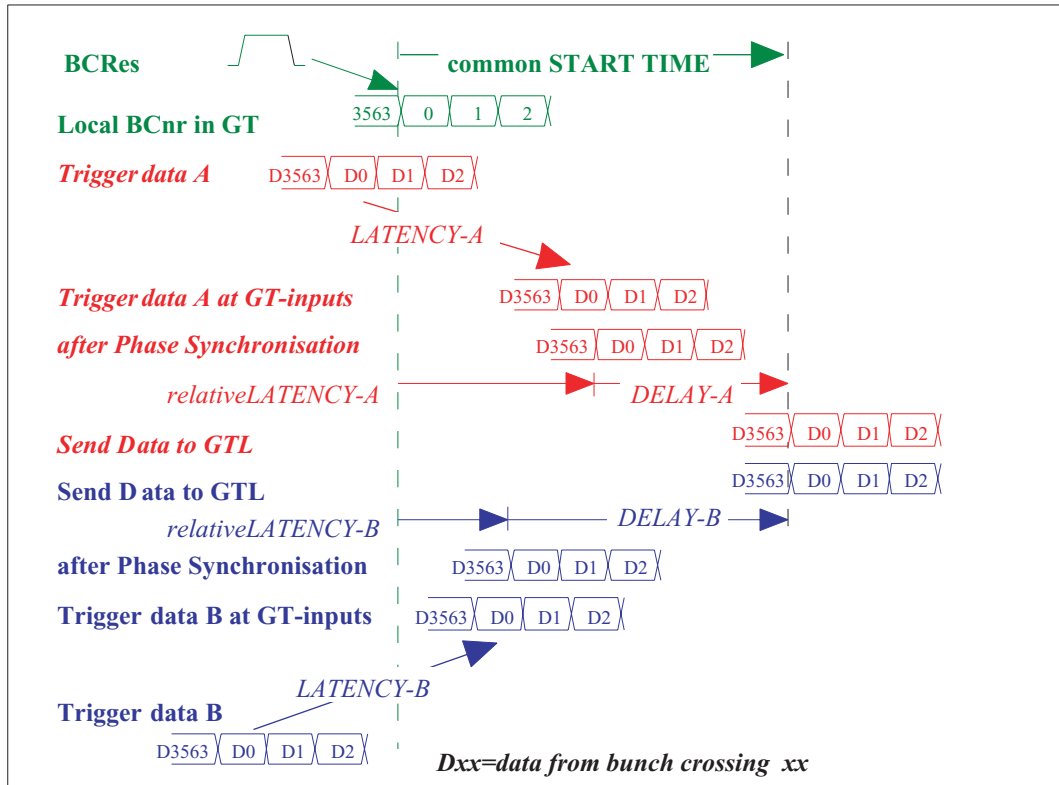 BCRes
common START TIME
3563 0 1 2
Local BCnr in GT
Trigger data A
D3563 D0 D1 D2
LATENCY-A
Trigger data A at GT-inputs
D3563 D0 D1 D2
after Phase Synchronisation
D3563 D0 D1 D2
relativeLATENCY-A
DELAY-A
Send Data to GTL
D3563 D0 D1 D2
Send Data to GTL
D3563 D0 D1 D2
relativeLATENCY-B
DELAY-B
after Phase Synchronisation
D3563 D0 D1 D2
Trigger data B at GT-inputs
D3563 D0 D1 D2
LATENCY-B
Trigger data B
D3563 D0 D1 D2
Dxx=data from bunch crossing xx